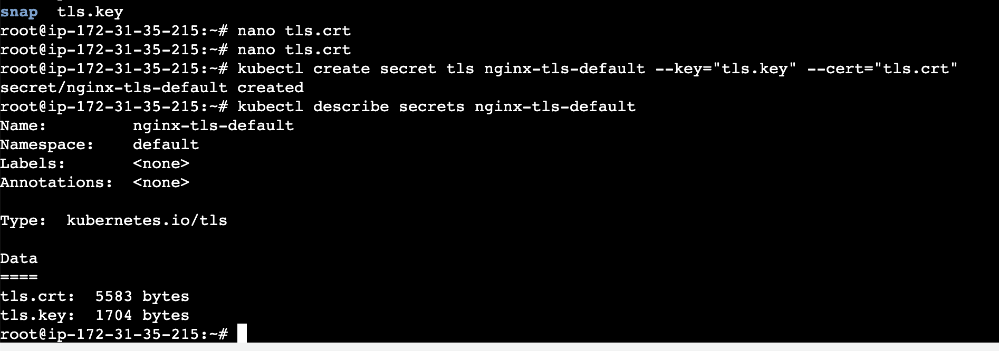 snap  tls.key
root@ip-172-31-35-215:~# nano tls.crt
root@ip-172-31-35-215:~# nano tls.crt
root@ip-172-31-35-215:~# kubectl create secret tls nginx-tls-default --key="tls.key" --cert="tls.crt"
secret/nginx-tls-default created
root@ip-172-31-35-215:~# kubectl describe secrets nginx-tls-default
Name:         nginx-tls-default
Namespace:    default
Labels:       <none>
Annotations:  <none>

Type:  kubernetes.io/tls

Data
====
tls.crt:  5583 bytes
tls.key:  1704 bytes
root@ip-172-31-35-215:~#